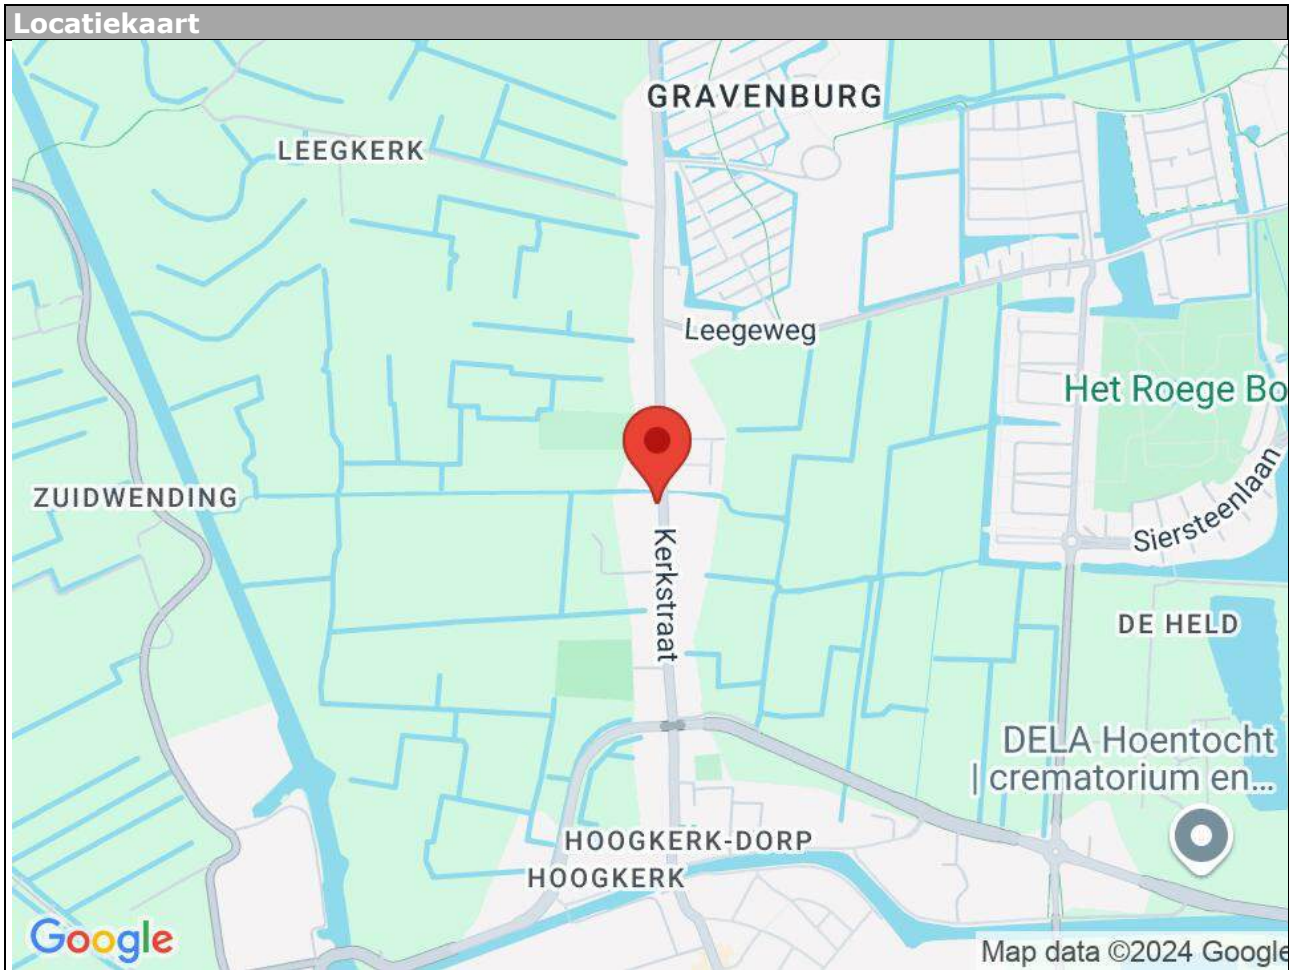 Locatiekaart
GRAVENBURG
LEEGKERK
Leegeweg
Het Roege Bo
ZUIDWENDING
Siersteenlaan
Kerkstraat
DE HELD
DELA Hoentocht
| crematorium en...
HOOGKERK-DORP
HOOGKERK
Google
Map data ©2024 Google